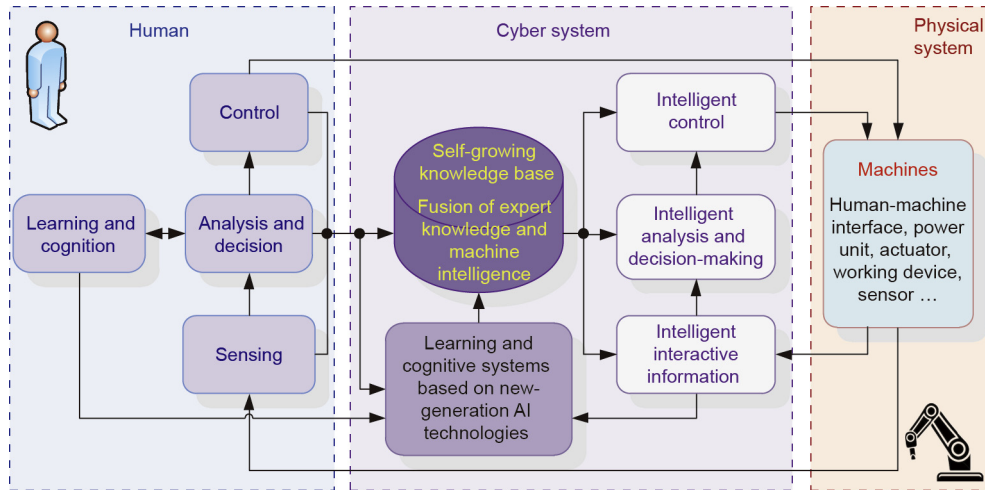 Human
Cyber system
Physical
system
Control
Learning and
cognition
Analysis and
decision
Sensing
Self-growing
knowledge base
Fusion of expert
knowledge and
machine
intelligence
Learning and
cognitive systems
based on new-
generation AI
technologies
Intelligent
control
Intelligent
analysis and
decision-making
Intelligent
interactive
information
Machines
Human-machine
interface, power
unit, actuator,
working device,
sensor ...